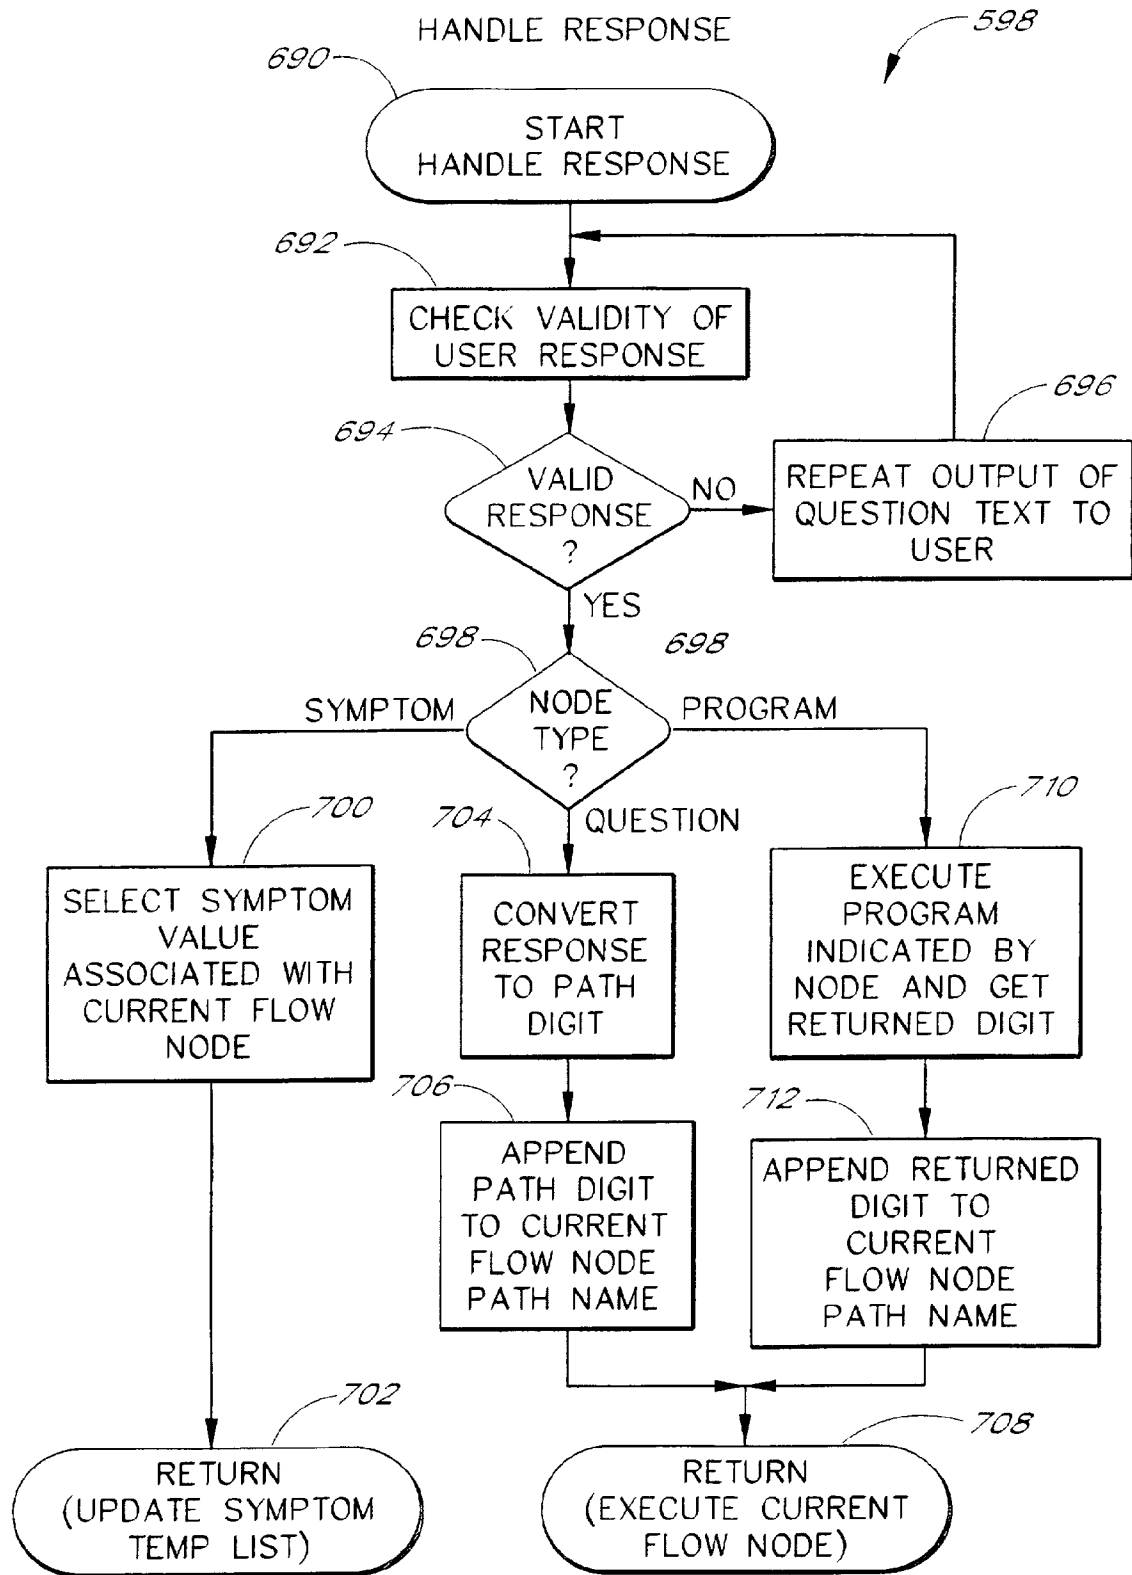 HANDLE RESPONSE
598
690
START
HANDLE RESPONSE
692
CHECK VALIDITY OF
USER RESPONSE
696
694
VALID
RESPONSE
?
NO
REPEAT OUTPUT OF
QUESTION TEXT TO
USER
YES
698
698
SYMPTOM
NODE
TYPE
?
PROGRAM
QUESTION
700
704
710
SELECT SYMPTOM
VALUE
ASSOCIATED WITH
CURRENT FLOW
NODE
CONVERT
RESPONSE
TO PATH
DIGIT
EXECUTE
PROGRAM
INDICATED BY
NODE AND GET
RETURNED DIGIT
706
712
APPEND
PATH DIGIT
TO CURRENT
FLOW NODE
PATH NAME
APPEND RETURNED
DIGIT TO
CURRENT
FLOW NODE
PATH NAME
702
708
RETURN
(UPDATE SYMPTOM
TEMP LIST)
RETURN
(EXECUTE CURRENT
FLOW NODE)